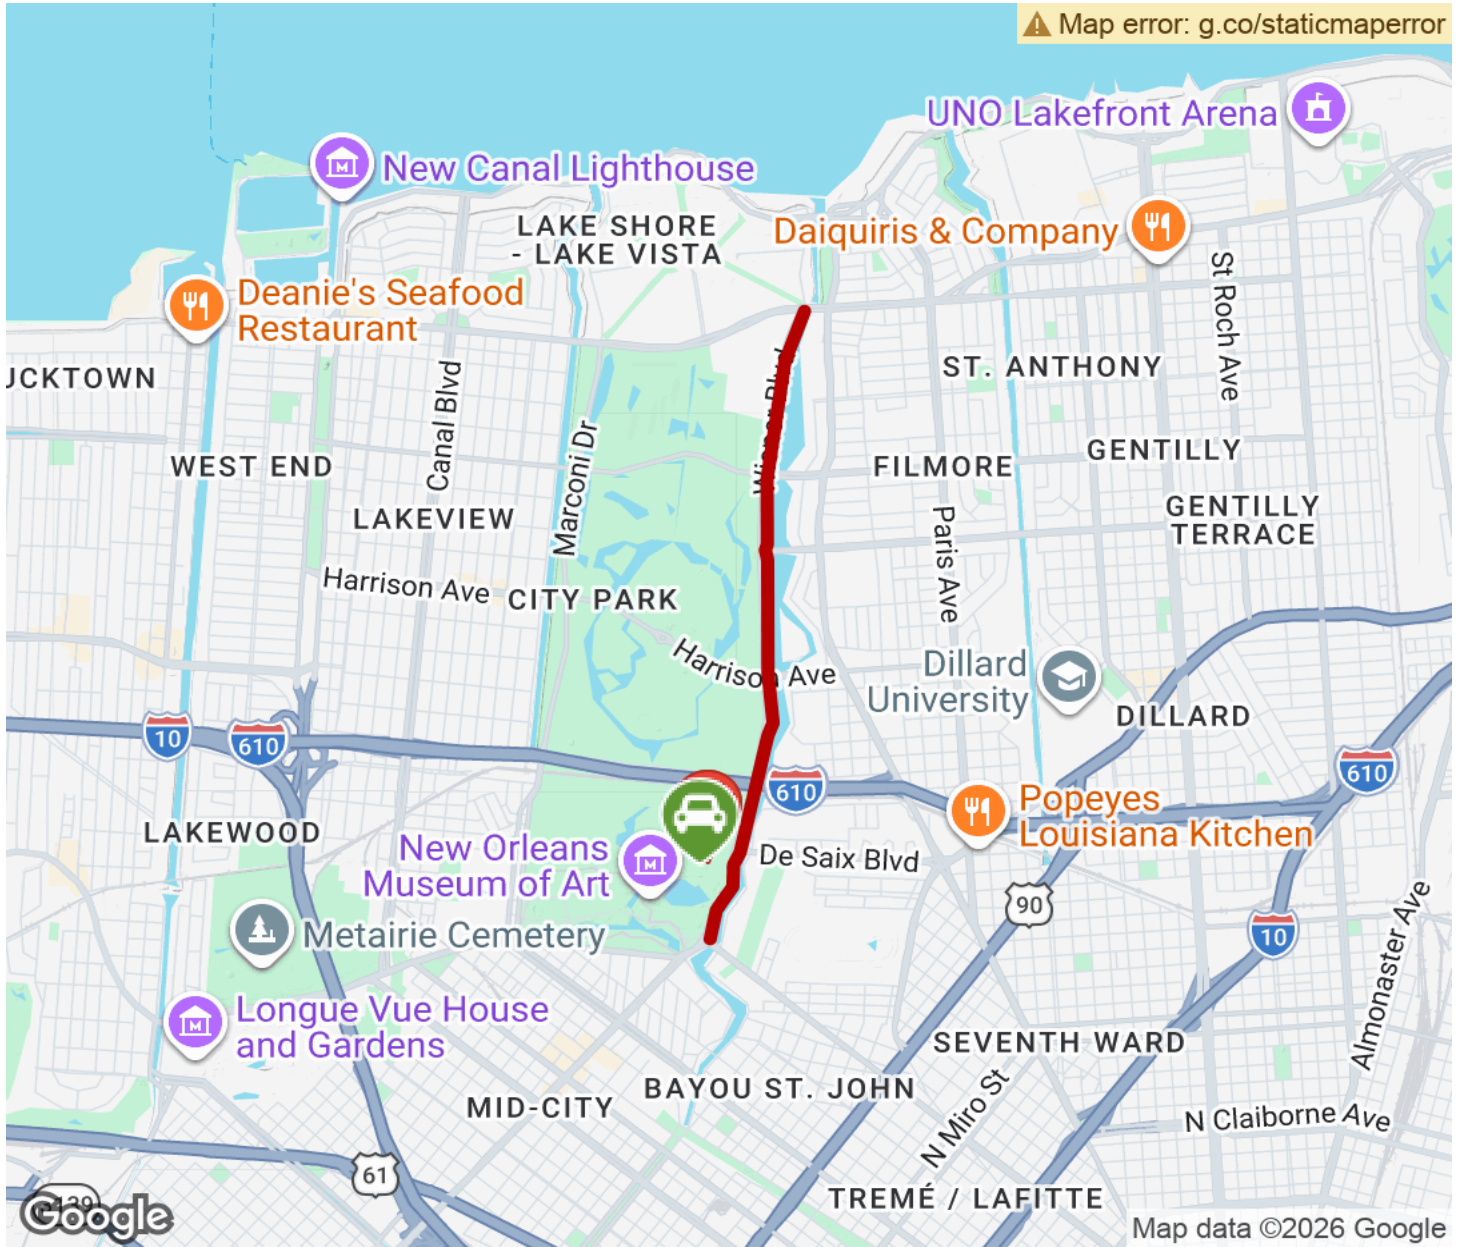 Map error: g.co/staticmaperror
UNO Lakefront Arena
New Canal Lighthouse
LAKE SHORE
- LAKE VISTA
Daiquiris & Company
Deanie's Seafood
Restaurant
St Roch Ave
UCKTOWN
Canal Blvd
ST. ANTHONY
Marconi Dr
GENTILLY
WEST END
FILMORE
LAKEVIEW
GENTILLY
TERRACE
Paris Ave
Harrison Ave
CITY PARK
Harrison Ave
Dillard
University
DILLARD
10
610
610
610
Popeyes
Louisiana Kitchen
LAKEWOOD
New Orleans
Museum of Art
De Saix Blvd
90
10
Metairie Cemetery
Almonaster Ave
Longue Vue House
and Gardens
SEVENTH WARD
BAYOU ST. JOHN
MID-CITY
N Miro St
N Claiborne Ave
61
TREMÉ / LAFITTE
Google
Map data ©2026 Google